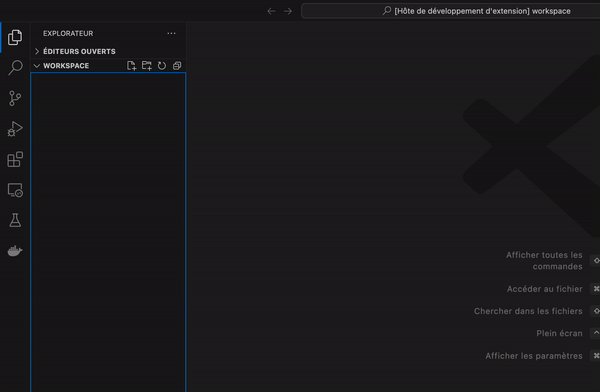 [Hôte de développement d'extension] workspace
EXPLORATEUR
ÉDITEURS OUVERTS
WORKSPACE
Afficher toutes les
commandes
Accéder au fichier
Chercher dans les fichiers
Plein écran
Afficher les paramètres